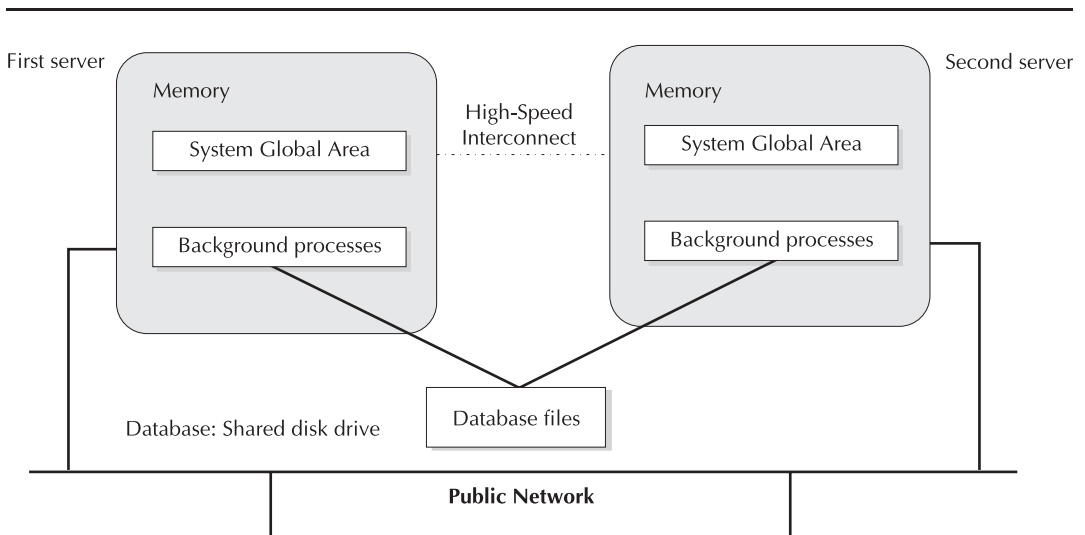 First server
Second server
Memory
System Global Area
Background processes
High-Speed
Interconnect
Memory
System Global Area
Background processes
Database files
Database: Shared disk drive
Public Network